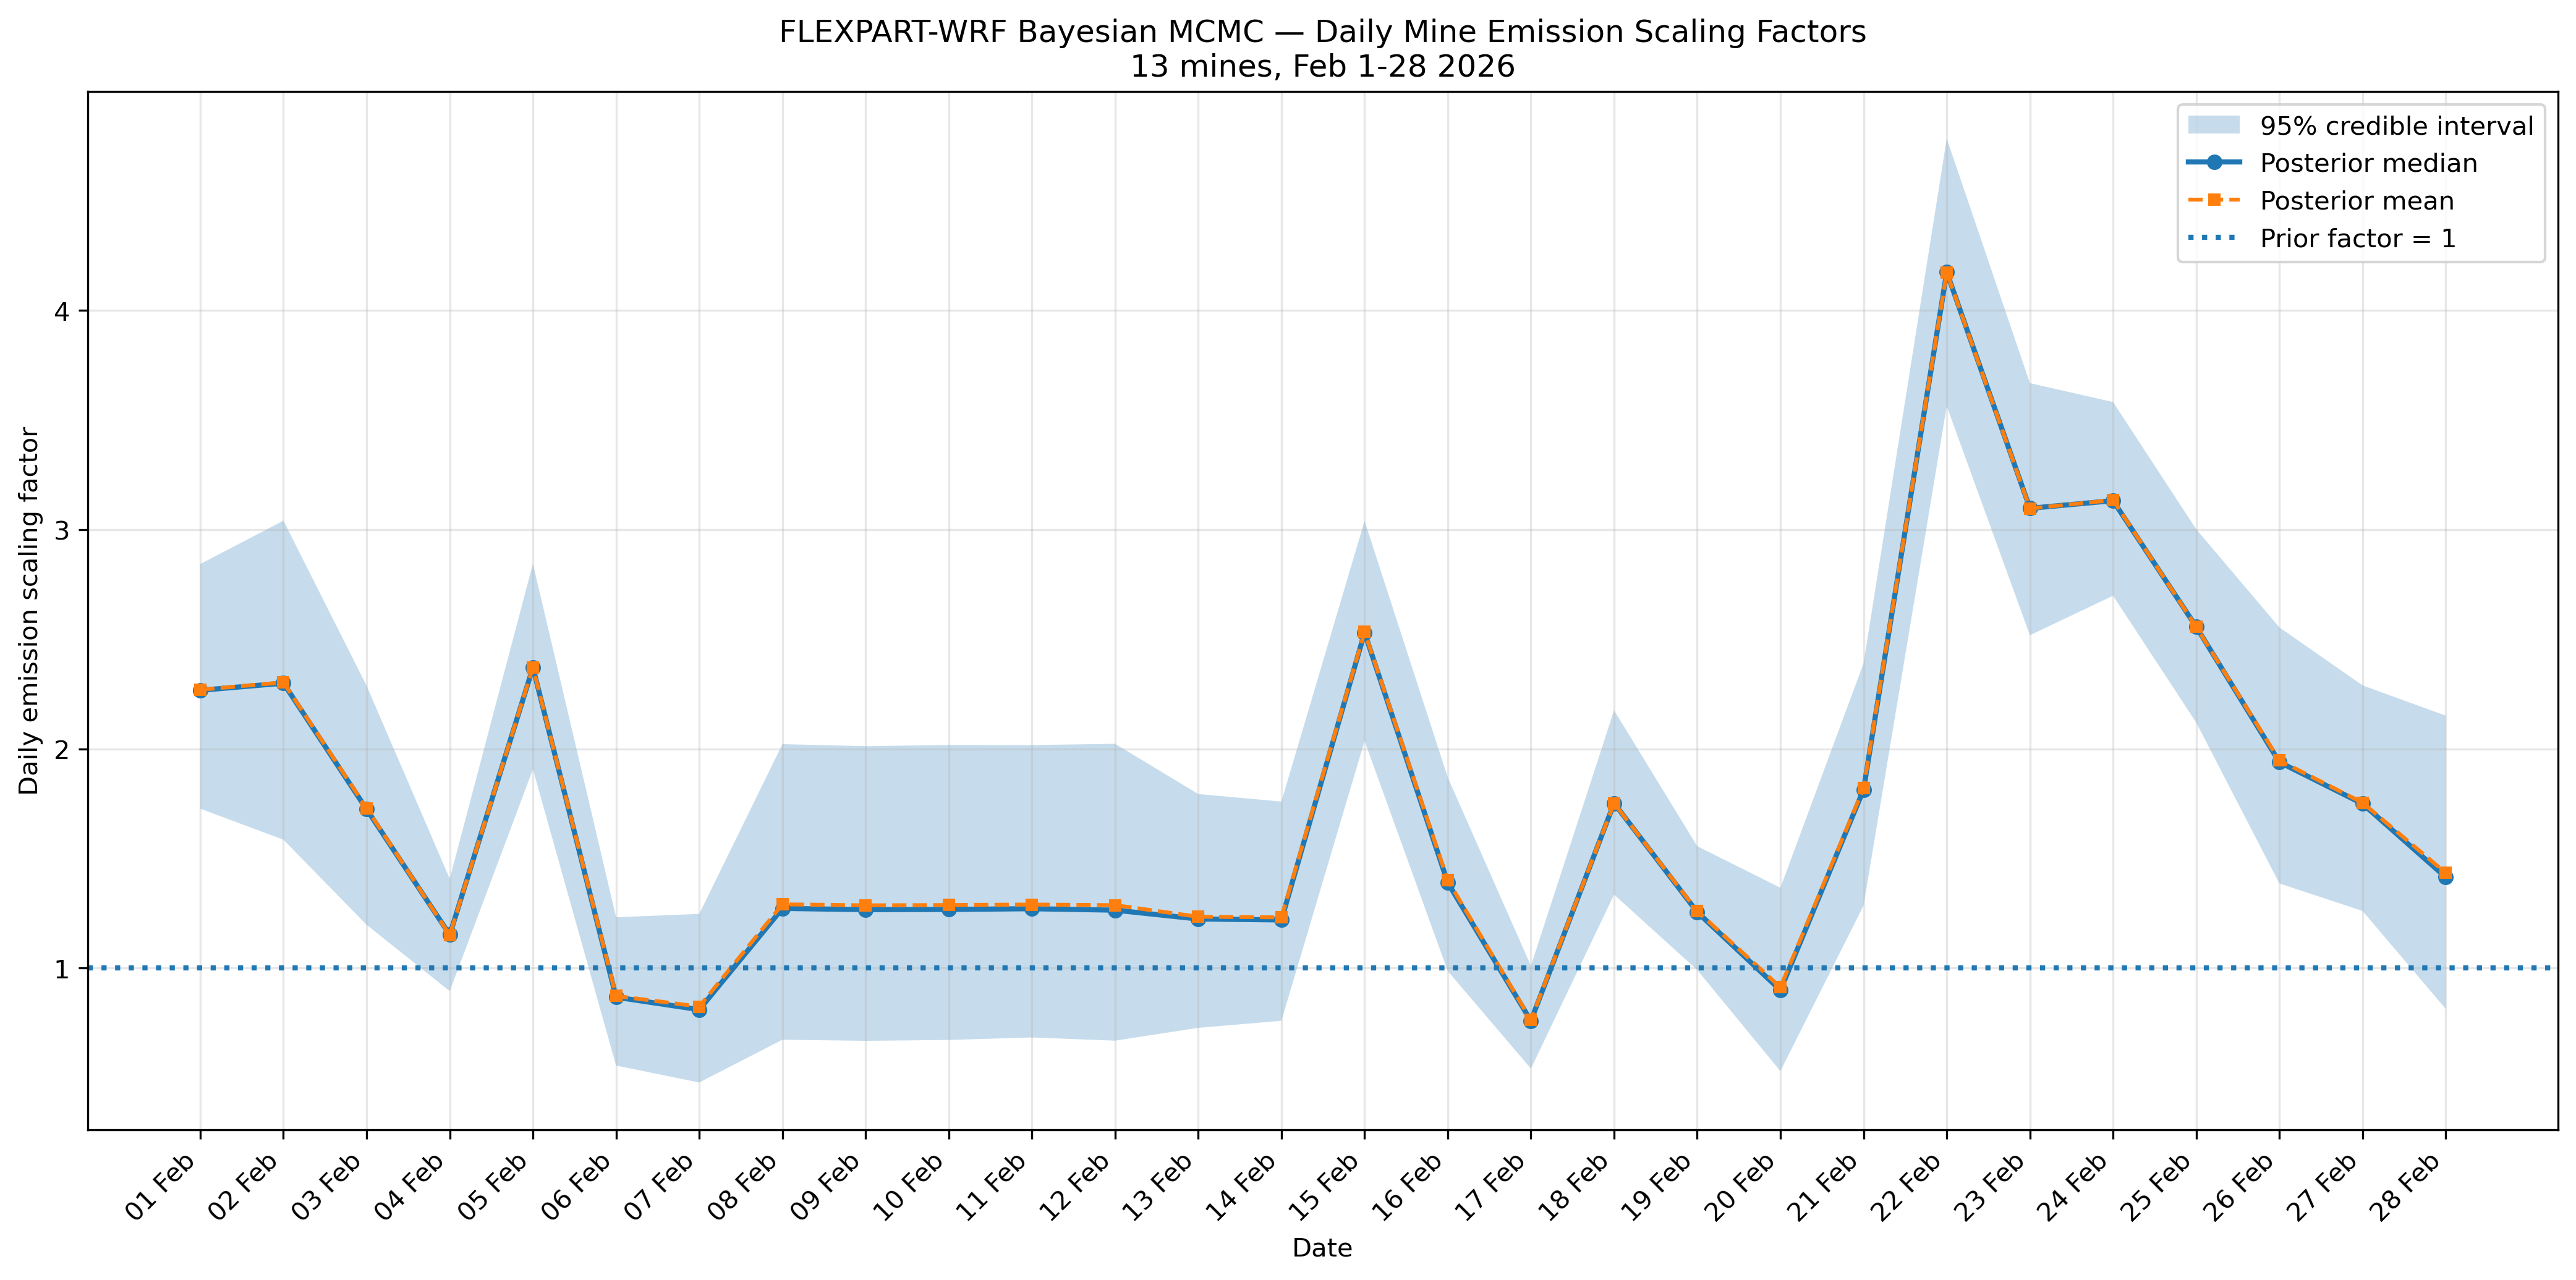 FLEXPART-WRF Bayesian MCMC — Daily Mine Emission Scaling Factors
13 mines, Feb 1-28 2026
95% credible interval
Posterior median
Posterior mean
Prior factor = 1
Daily emission scaling factor
4
3
2
1
01 Feb
02 Feb
03 Feb
04 Feb
05 Feb
06 Feb
07 Feb
08 Feb
09 Feb
10 Feb
11 Feb
12 Feb
13 Feb
14 Feb
15 Feb
16 Feb
17 Feb
18 Feb
19 Feb
20 Feb
21 Feb
22 Feb
23 Feb
24 Feb
25 Feb
26 Feb
27 Feb
28 Feb
Date